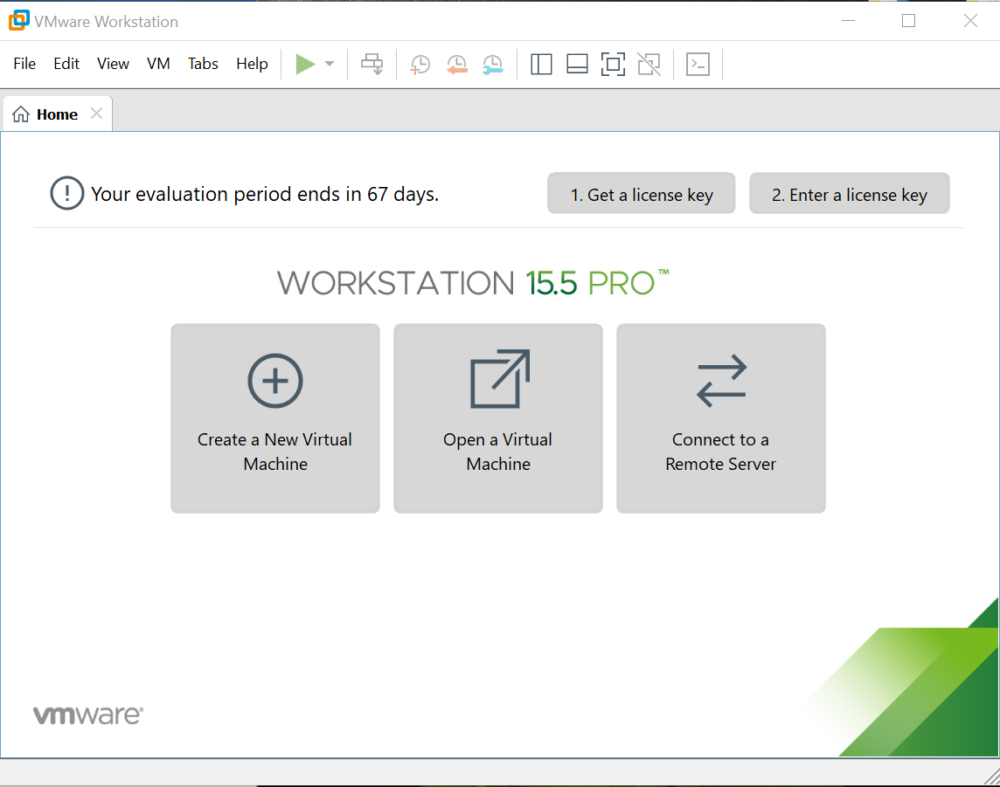 VMware Workstation
File Edit View VM Tabs Help
Home
Your evaluation period ends in 67 days.
1. Get a license key
2. Enter a license key
WORKSTATION 15.5 PRO™
Create a New Virtual
Machine
Open a Virtual
Machine
Connect to a
Remote Server
vmware®